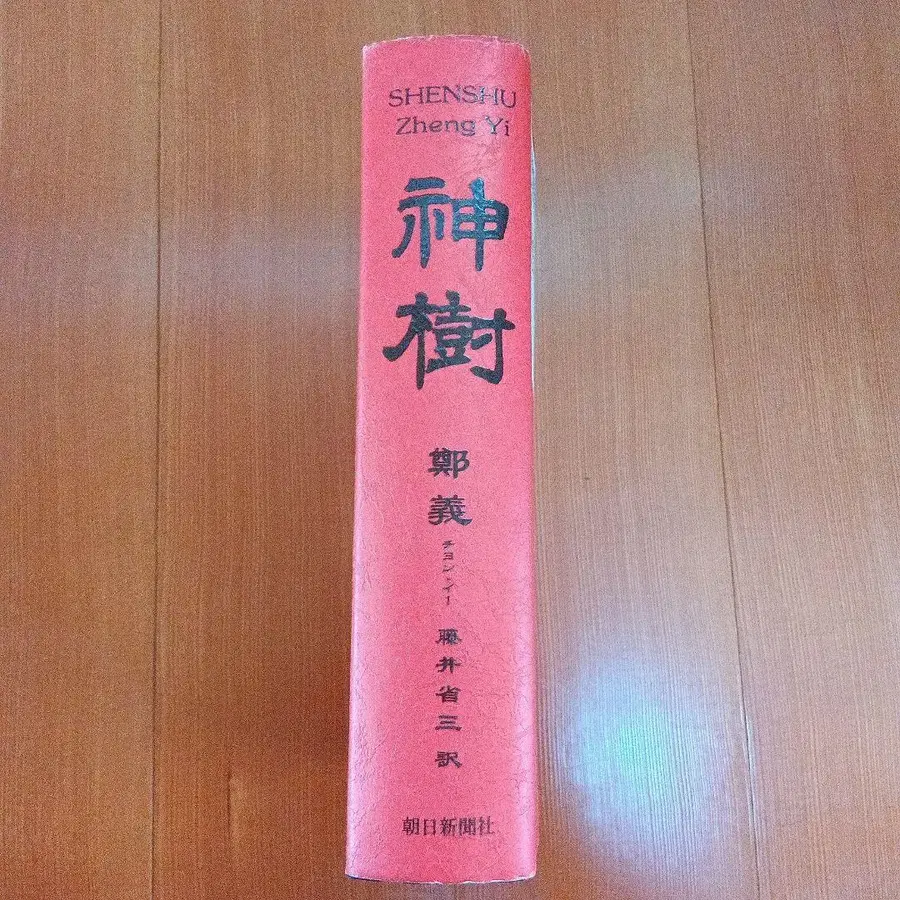 SHENSHU
Zheng Yi
神樹
鄭義
チョン・イー
藤井省三 訳
朝日新聞社